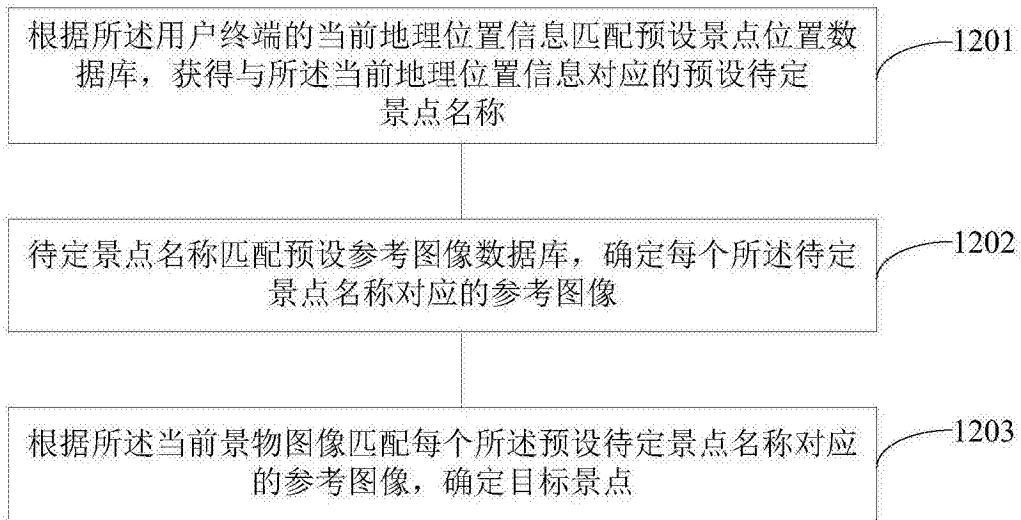 根据所述用户终端的当前地理位置信息匹配预设景点位置数
据库，获得与所述当前地理位置信息对应的预设待定
景点名称
1201
待定景点名称匹配预设参考图像数据库，确定每个所述待定
景点名称对应的参考图像
1202
根据所述当前景物图像匹配每个所述预设待定景点名称对应
的参考图像，确定目标景点
1203